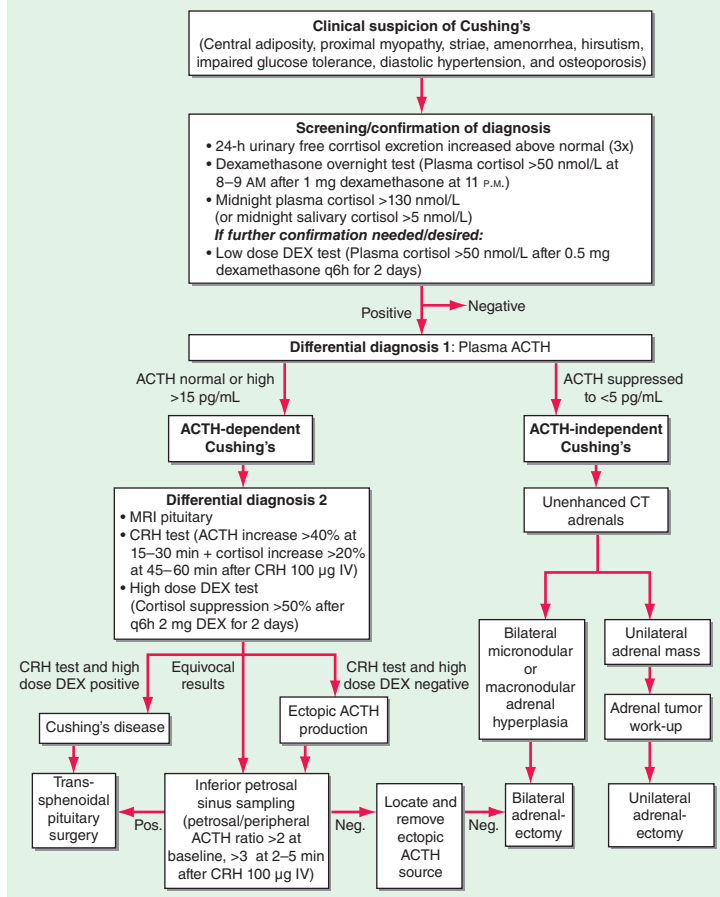 Clinical suspicion of Cushing's
(Central adiposity, proximal myopathy, striae, amenorrhea, hirsutism,
impaired glucose tolerance, diastolic hypertension, and osteoporosis)
Screening/confirmation of diagnosis
• 24-h urinary free corrtisol excretion increased above normal (3x)
• Dexamethasone overnight test (Plasma cortisol >50 nmol/L at
8–9 AM after 1 mg dexamethasone at 11 P.M.)
• Midnight plasma cortisol >130 nmol/L
(or midnight salivary cortisol >5 nmol/L)
If further confirmation needed/desired:
• Low dose DEX test (Plasma cortisol >50 nmol/L after 0.5 mg
dexamethasone q6h for 2 days)
Positive
Negative
Differential diagnosis 1: Plasma ACTH
ACTH normal or high
>15 pg/mL
ACTH suppressed
to <5 pg/mL
ACTH-dependent
Cushing's
ACTH-independent
Cushing's
Differential diagnosis 2
• MRI pituitary
• CRH test (ACTH increase >40% at
15–30 min + cortisol increase >20%
at 45–60 min after CRH 100 µg IV)
• High dose DEX test
(Cortisol suppression >50% after
q6h 2 mg DEX for 2 days)
Unenhanced CT
adrenals
CRH test and high
dose DEX positive
Equivocal
results
CRH test and high
dose DEX negative
Bilateral
micronodular
or
macronodular
adrenal
hyperplasia
Unilateral
adrenal mass
Cushing's disease
Ectopic ACTH
production
Adrenal tumor
work-up
Trans-
sphenoidal
pituitary
surgery
Pos.
Inferior petrosal
sinus sampling
(petrosal/peripheral
ACTH ratio >2 at
baseline, >3 at 2–5 min
after CRH 100 µg IV)
Neg.
Locate and
remove
ectopic
ACTH
source
Neg.
Bilateral
adrenal-
ectomy
Unilateral
adrenal-
ectomy